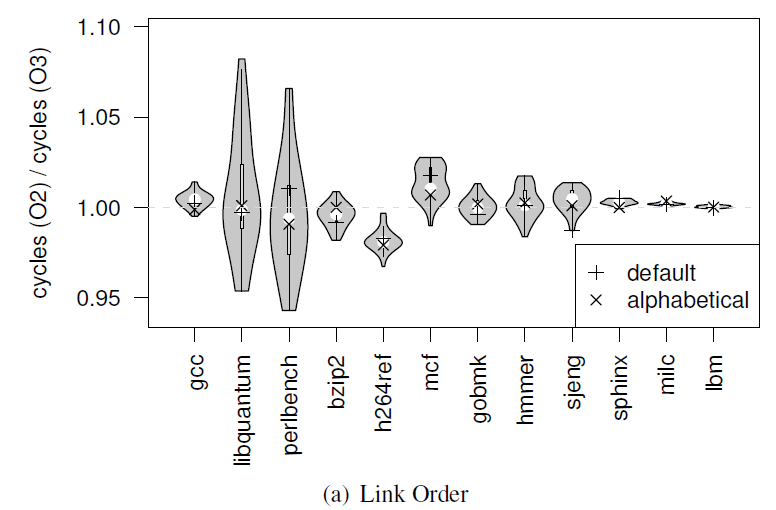 cycles (O2) / cycles (O3)
1.10
1.05
1.00
0.95
default
alphabetical
gcc
libquantum
perlbench
bzip2
h264ref
mcf
gobmk
hmmer
sjeng
sphinx
milc
lbm
(a) Link Order